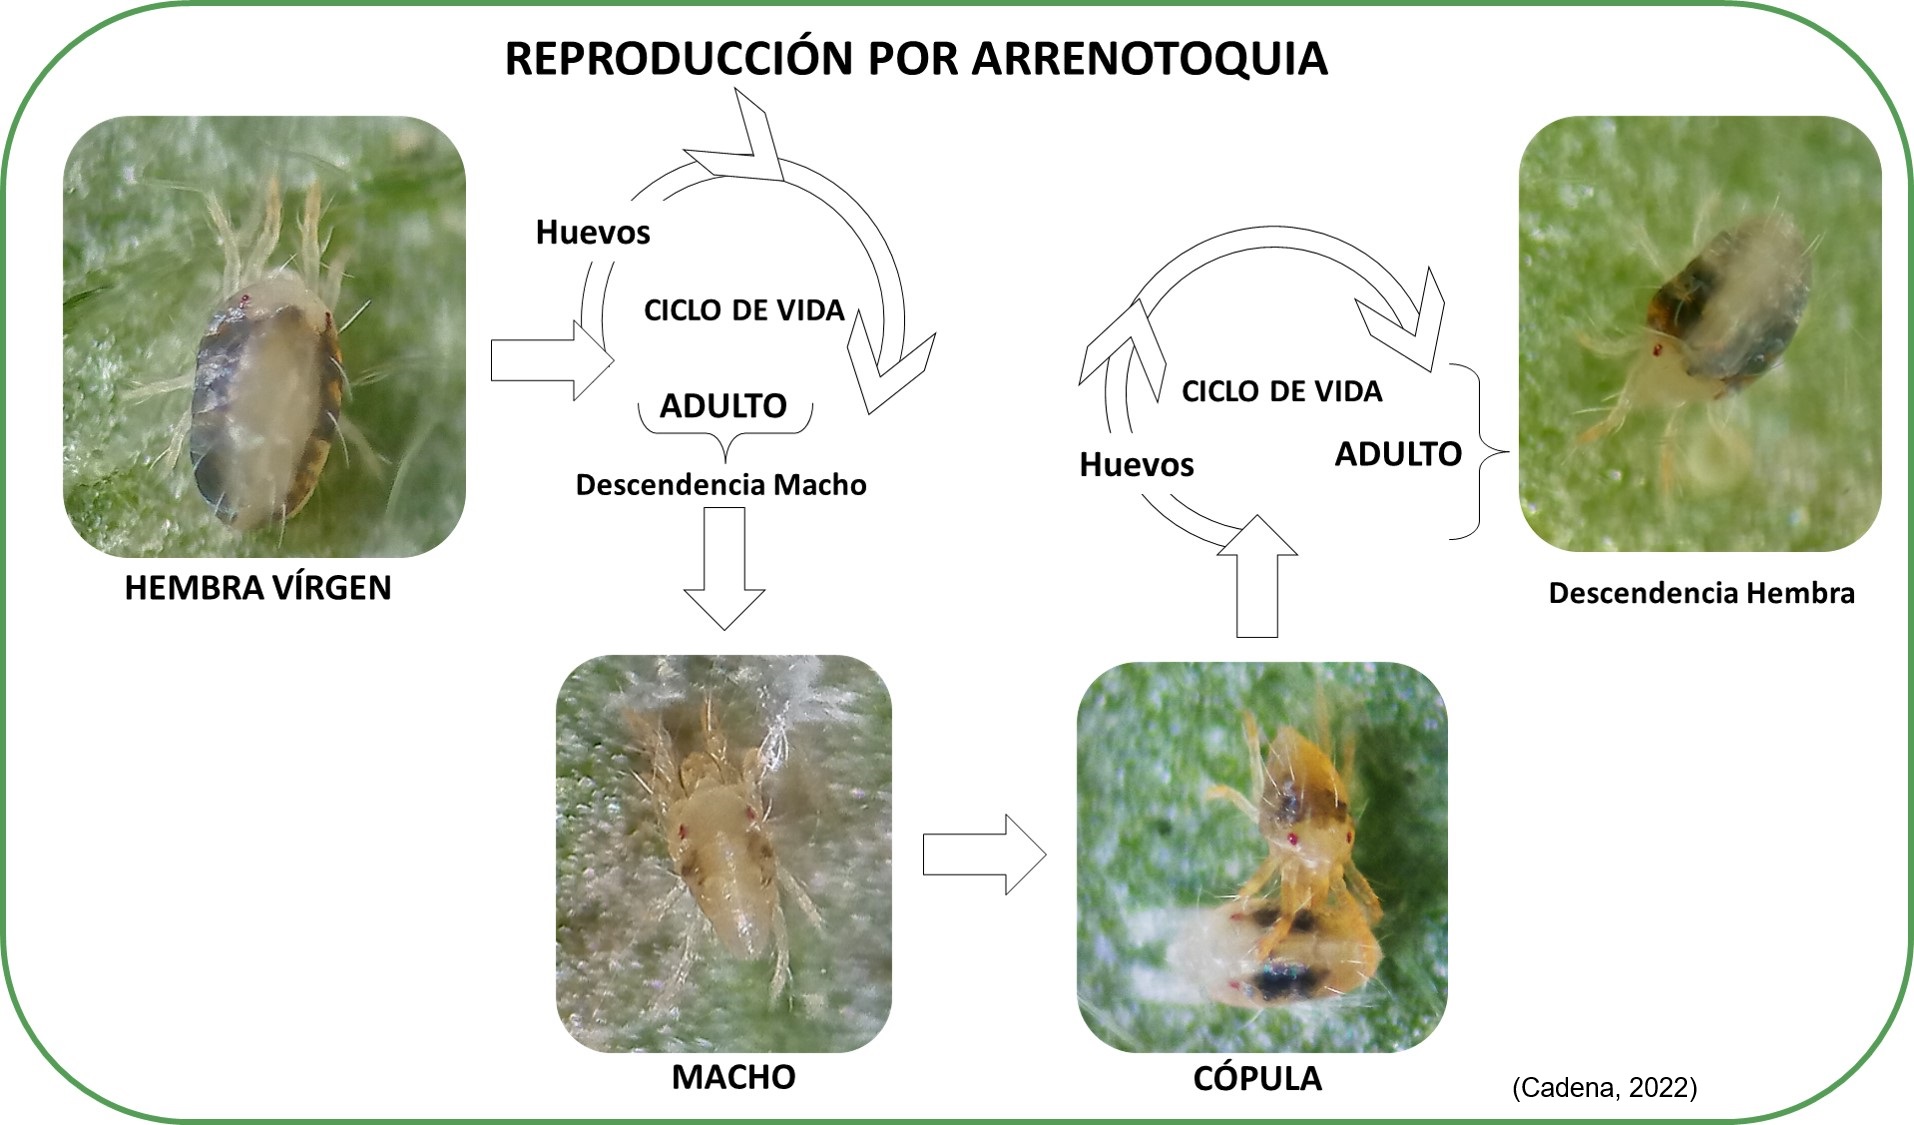 REPRODUCCIÓN POR ARRENOTOQUIA
Huevos
CICLO DE VIDA
ADULTO
Descendencia Macho
HEMBRA VÍRGEN
MACHO
CÓPULA
Huevos
CICLO DE VIDA
ADULTO
Descendencia Hembra
(Cadena, 2022)